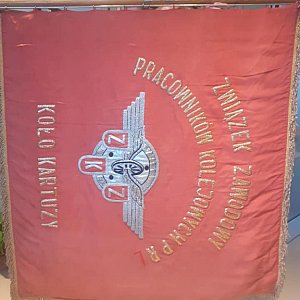 ZWIĄZEK ZAWODOWY
PRACOWNIKÓW KOLEJOWYCH P.R.L
Z
Z
K
KOŁO KARTUZY